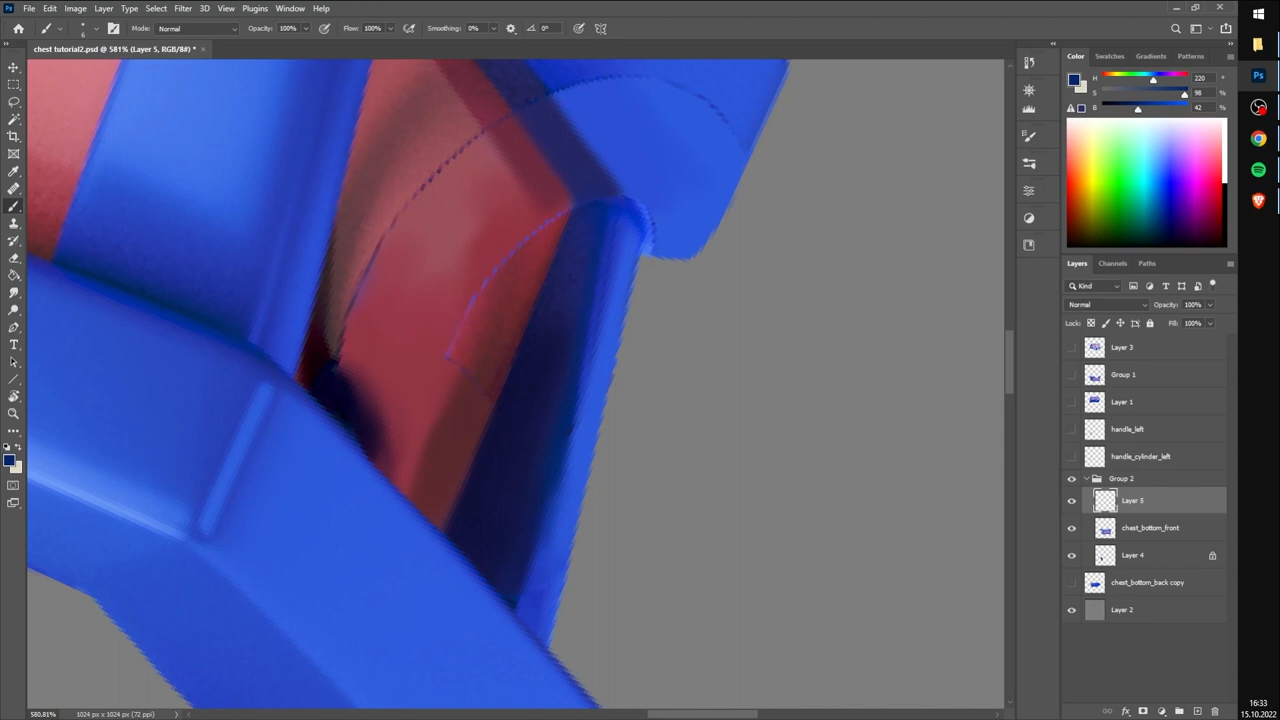 File Edit Image Layer Type Select Filter 3D View Plugins Window Help
6 Mode: Normal Opacity: 100% Flow: 100% Smoothing: 0% 0°
chest tutorial2.psd @ 581% (Layer 5, RGB/8#) *
Color Swatches Gradients Patterns
H 220 °
S 98 %
B 42 %
Layers Channels Paths
Kind
Normal Opacity: 100%
Lock: Fill: 100%
Layer 3
Group 1
Layer 1
handle_left
handle_cylinder_left
Group 2
Layer 5
chest_bottom_front
Layer 4
chest_bottom_back copy
Layer 2
580,81% 1024 px x 1024 px (72 ppi)
16:33
15.10.2022